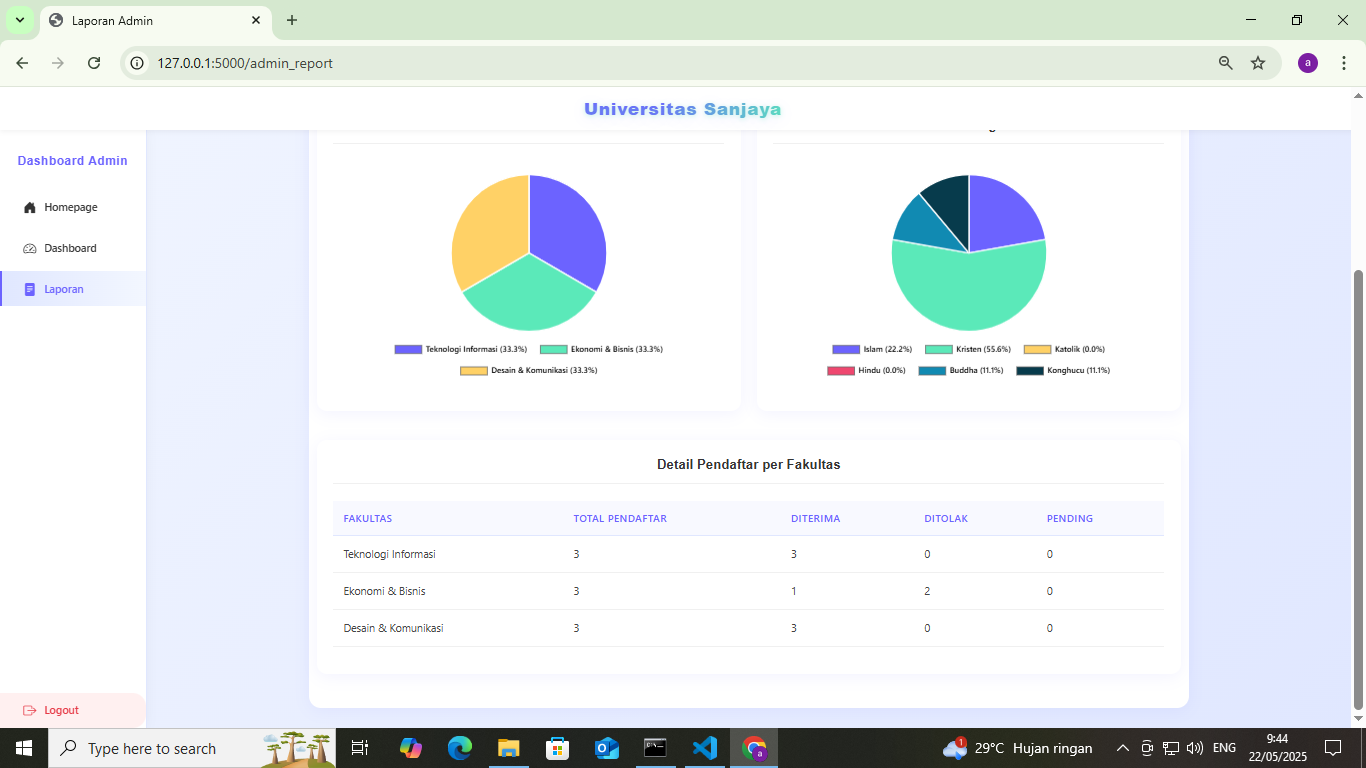 Laporan Admin
127.0.0.1:5000/admin_report
a
Universitas Sanjaya
Dashboard Admin
Homepage
Dashboard
Laporan
Logout
Teknologi Informasi (33.3%) Ekonomi & Bisnis (33.3%)
Desain & Komunikasi (33.3%)
Islam (22.2%) Kristen (55.6%) Katolik (0.0%)
Hindu (0.0%) Buddha (11.1%) Konghucu (11.1%)
Detail Pendaftar per Fakultas
FAKULTAS TOTAL PENDAFTAR DITERIMA DITOLAK PENDING
Teknologi Informasi 3 3 0 0
Ekonomi & Bisnis 3 1 2 0
Desain & Komunikasi 3 3 0 0
Type here to search
1
a
29°C Hujan ringan
ENG
9:44
22/05/2025